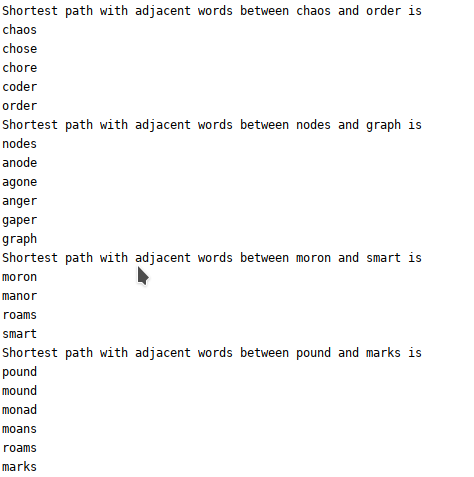 Shortest path with adjacent words between chaos and order is
chaos
chose
chore
coder
order
Shortest path with adjacent words between nodes and graph is
nodes
anode
agone
anger
gaper
graph
Shortest path with adjacent words between moron and smart is
moron
manor
roams
smart
Shortest path with adjacent words between pound and marks is
pound
mound
monad
moans
roams
marks